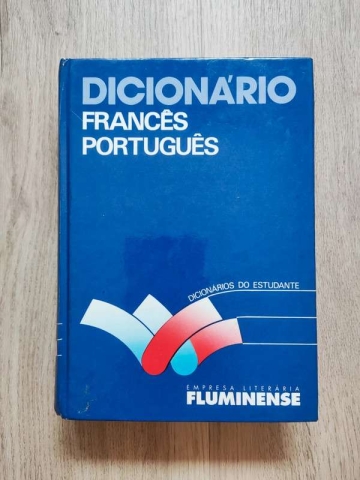 DICIONÁRIO
FRANCÊS
PORTUGUÊS
DICIONÁRIOS DO ESTUDANTE
EMPRESA LITERÁRIA
FLUMINENSE